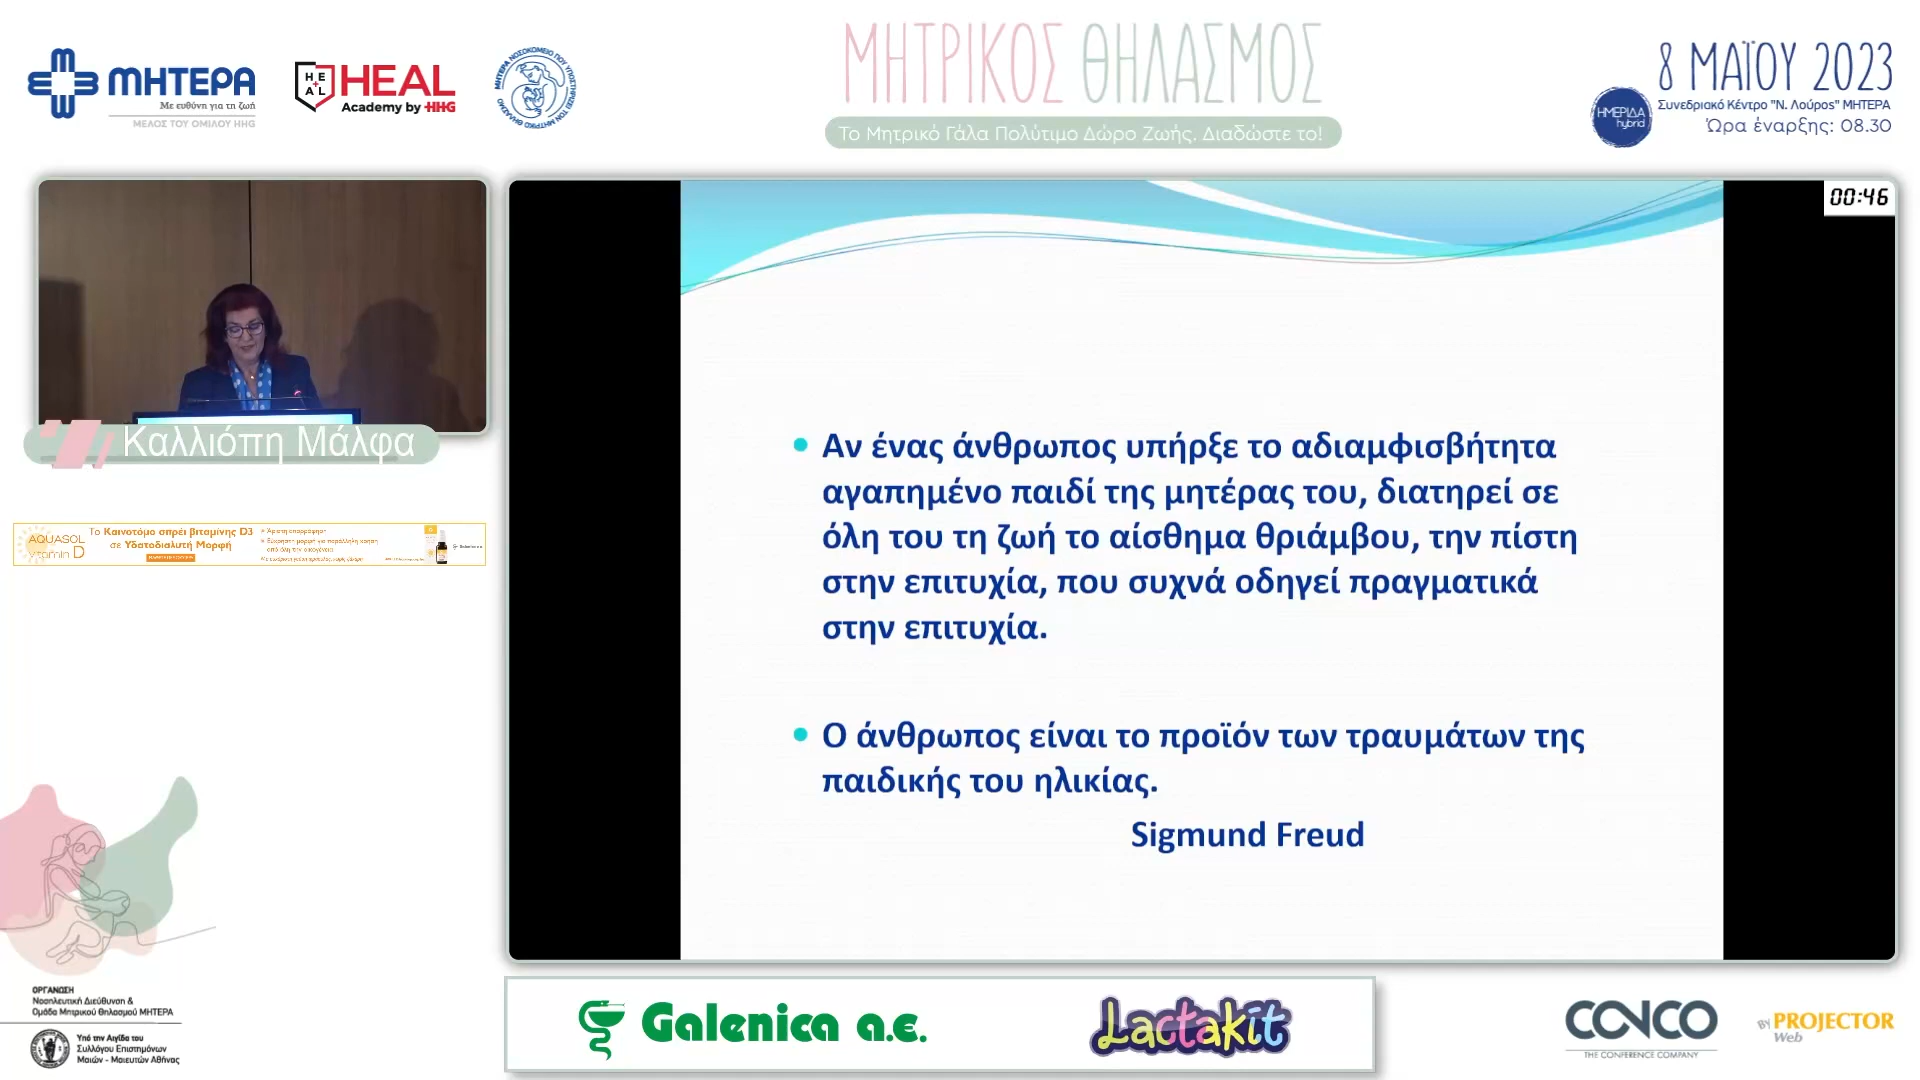 ΜΗΤΕΡΑ
Με ευθύνη για τη ζωή
ΜΕΛΟΣ ΤΟΥ ΟΜΙΛΟΥ HHG
HEAL
HEAL
Academy by HHG
ΜΗΤΡΙΚΟΣ ΘΗΛΑΣΜΟΣ
Το Μητρικό Γάλα Πολύτιμο Δώρο Ζωής. Διαδώστε το!
8 ΜΑΪΟΥ 2023
Συνεδριακό Κέντρο "Ν. Λούρος" ΜΗΤΕΡΑ
Ώρα έναρξης: 08.30
ΗΜΕΡΙΔΑ
hybrid
00:46
Καλλιόπη Μάλφα
AQUASOL
vitamin D
Το Καινοτόμο σπρέι βιταμίνης D3
σε Υδατοδιαλυτή Μορφή
• Αν ένας άνθρωπος υπήρξε το αδιαμφισβήτητα
αγαπημένο παιδί της μητέρας του, διατηρεί σε
όλη του τη ζωή το αίσθημα θριάμβου, την πίστη
στην επιτυχία, που συχνά οδηγεί πραγματικά
στην επιτυχία.
• Ο άνθρωπος είναι το προϊόν των τραυμάτων της
παιδικής του ηλικίας.
Sigmund Freud
ΟΡΓΑΝΩΣΗ
Νοσηλευτική Διεύθυνση &
Ομάδα Μητρικού Θηλασμού ΜΗΤΕΡΑ
Υπό την Αιγίδα του
Συλλόγου Επιστημόνων
Μαιών - Μαιευτών Αθήνας
Galenica α.ε.
Lactakit
CONCO
THE CONFERENCE COMPANY
BY PROJECTOR
Web